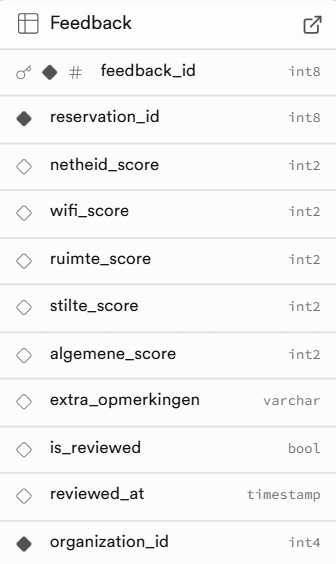 Feedback
# feedback_id int8
reservation_id int8
netheid_score int2
wifi_score int2
ruimte_score int2
stilte_score int2
algemene_score int2
extra_opmerkingen varchar
is_reviewed bool
reviewed_at timestamp
organization_id int4